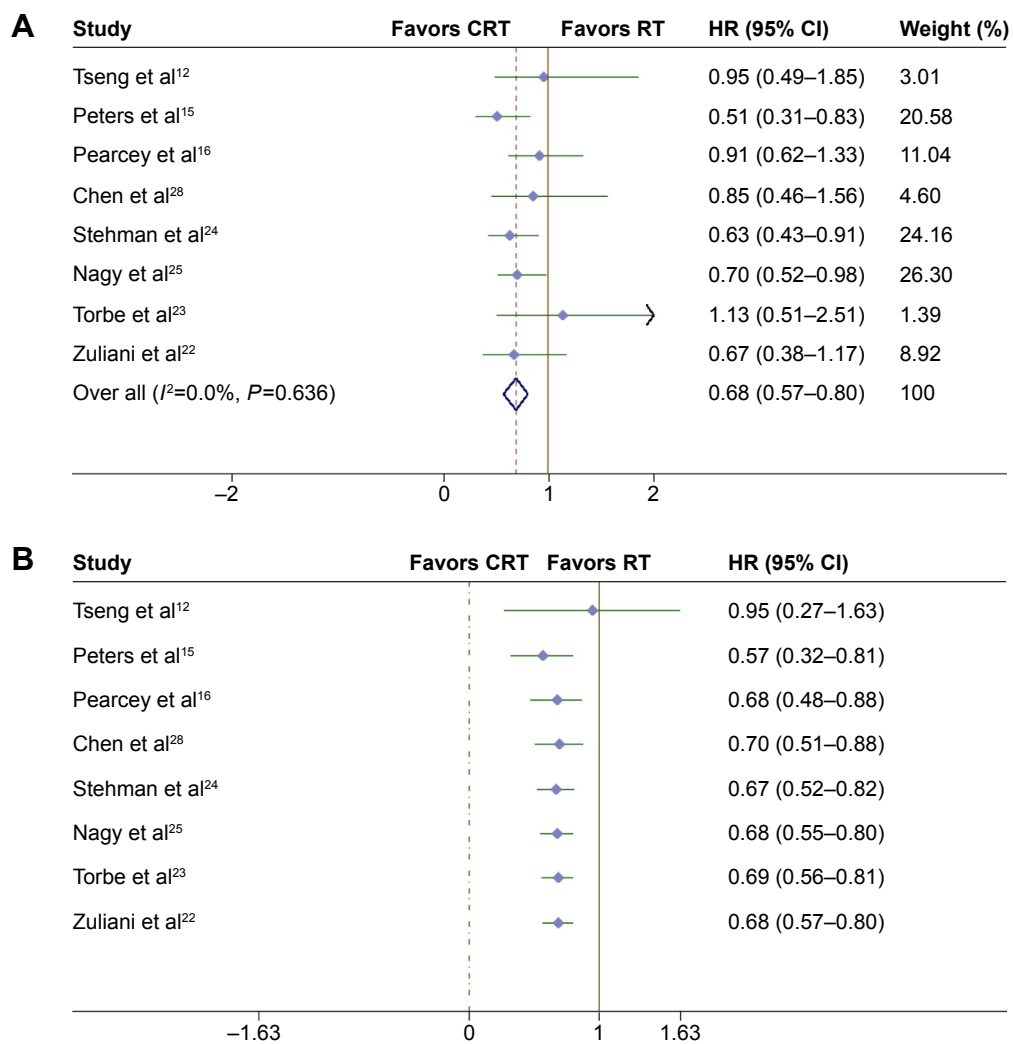 A
Study Favors CRT Favors RT HR (95% CI) Weight (%)
Tseng et al12 0.95 (0.49–1.85) 3.01
Peters et al15 0.51 (0.31–0.83) 20.58
Pearcey et al16 0.91 (0.62–1.33) 11.04
Chen et al28 0.85 (0.46–1.56) 4.60
Stehman et al24 0.63 (0.43–0.91) 24.16
Nagy et al25 0.70 (0.52–0.98) 26.30
Torbe et al23 1.13 (0.51–2.51) 1.39
Zuliani et al22 0.67 (0.38–1.17) 8.92
Over all (I2=0.0%, P=0.636) 0.68 (0.57–0.80) 100
–2 0 1 2
B
Study Favors CRT Favors RT HR (95% CI)
Tseng et al12 0.95 (0.27–1.63)
Peters et al15 0.57 (0.32–0.81)
Pearcey et al16 0.68 (0.48–0.88)
Chen et al28 0.70 (0.51–0.88)
Stehman et al24 0.67 (0.52–0.82)
Nagy et al25 0.68 (0.55–0.80)
Torbe et al23 0.69 (0.56–0.81)
Zuliani et al22 0.68 (0.57–0.80)
–1.63 0 1 1.63